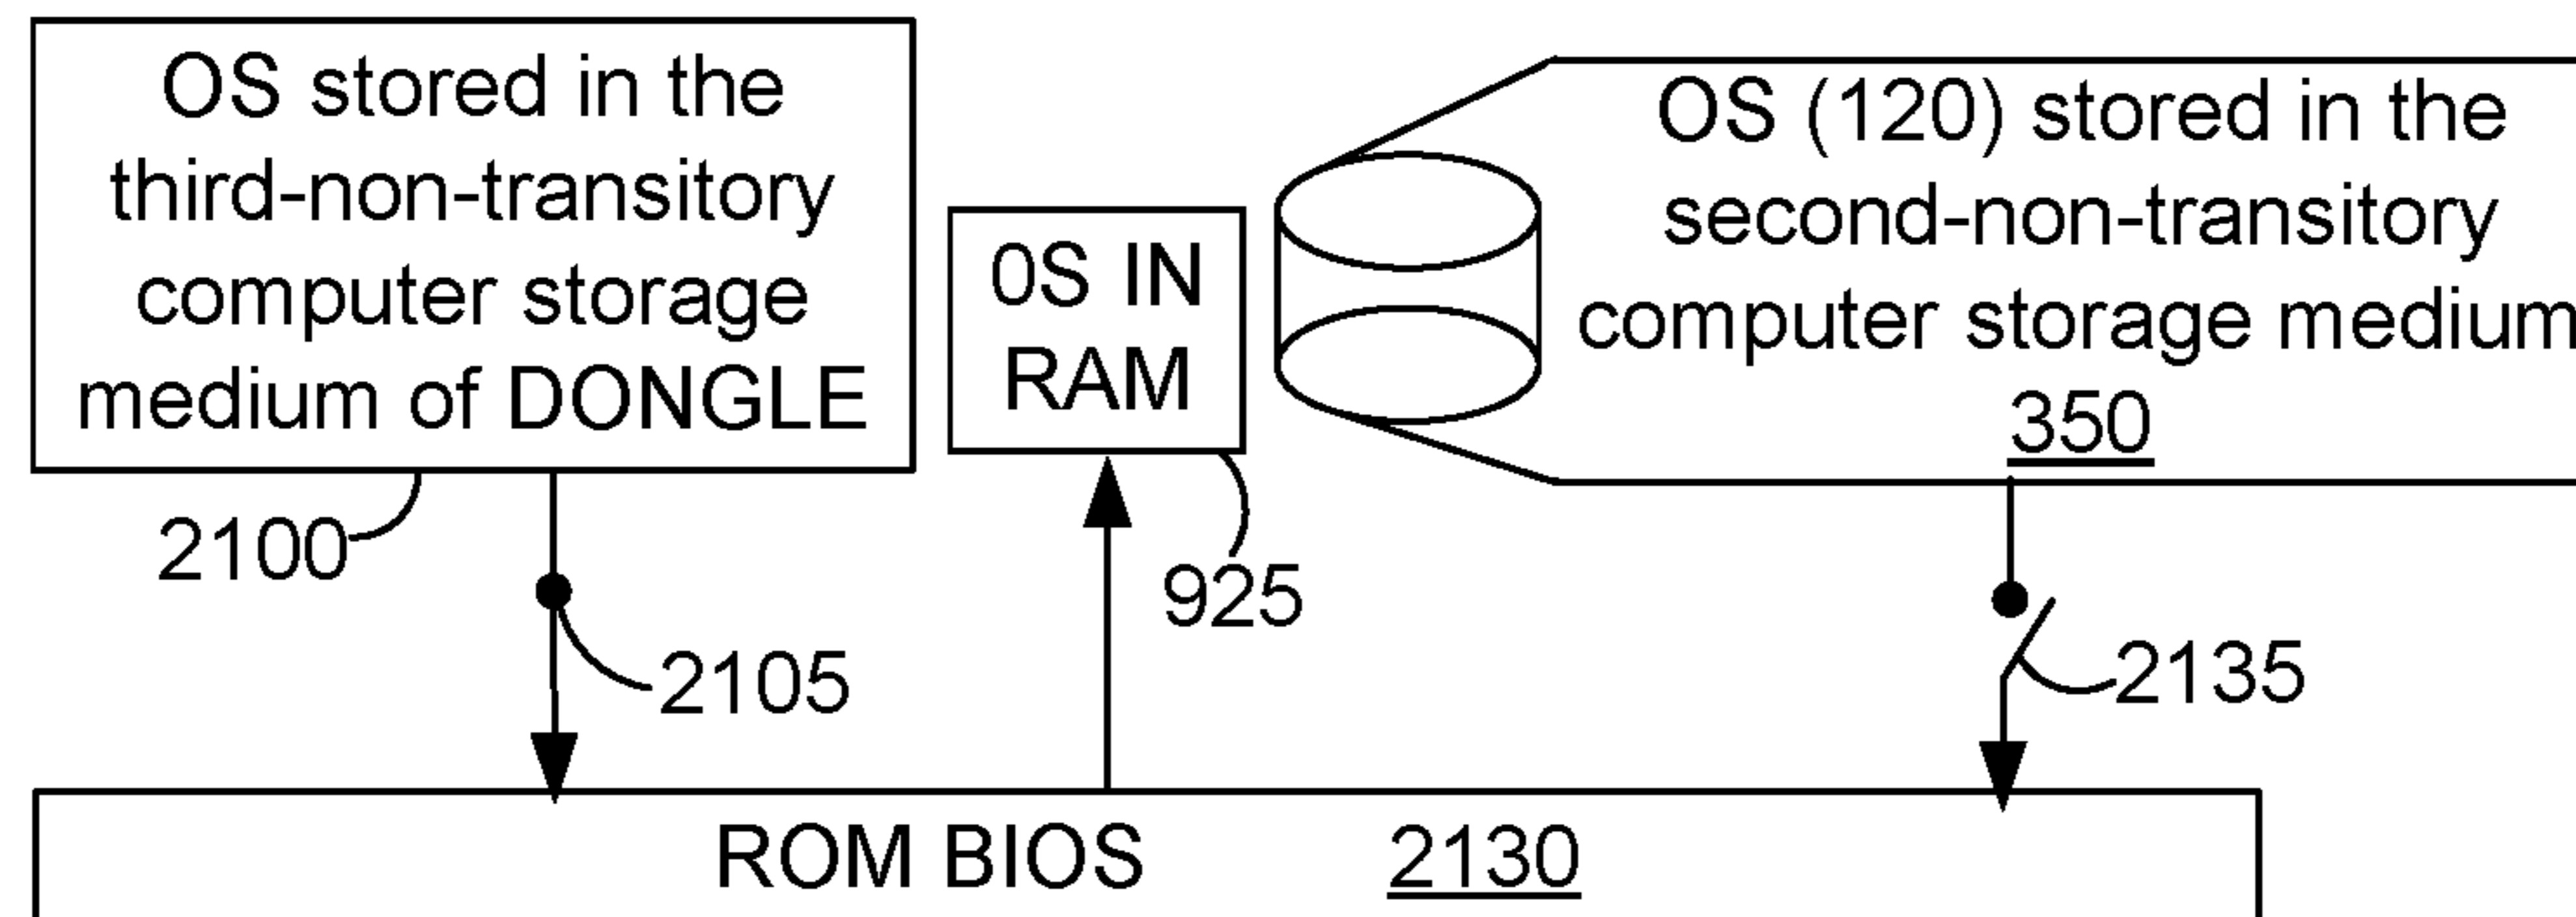 OS stored in the
third-non-transitory
computer storage
medium of DONGLE
2100
2105
0S IN
RAM
925
OS (120) stored in the
second-non-transitory
computer storage medium
350
2135
ROM BIOS 2130